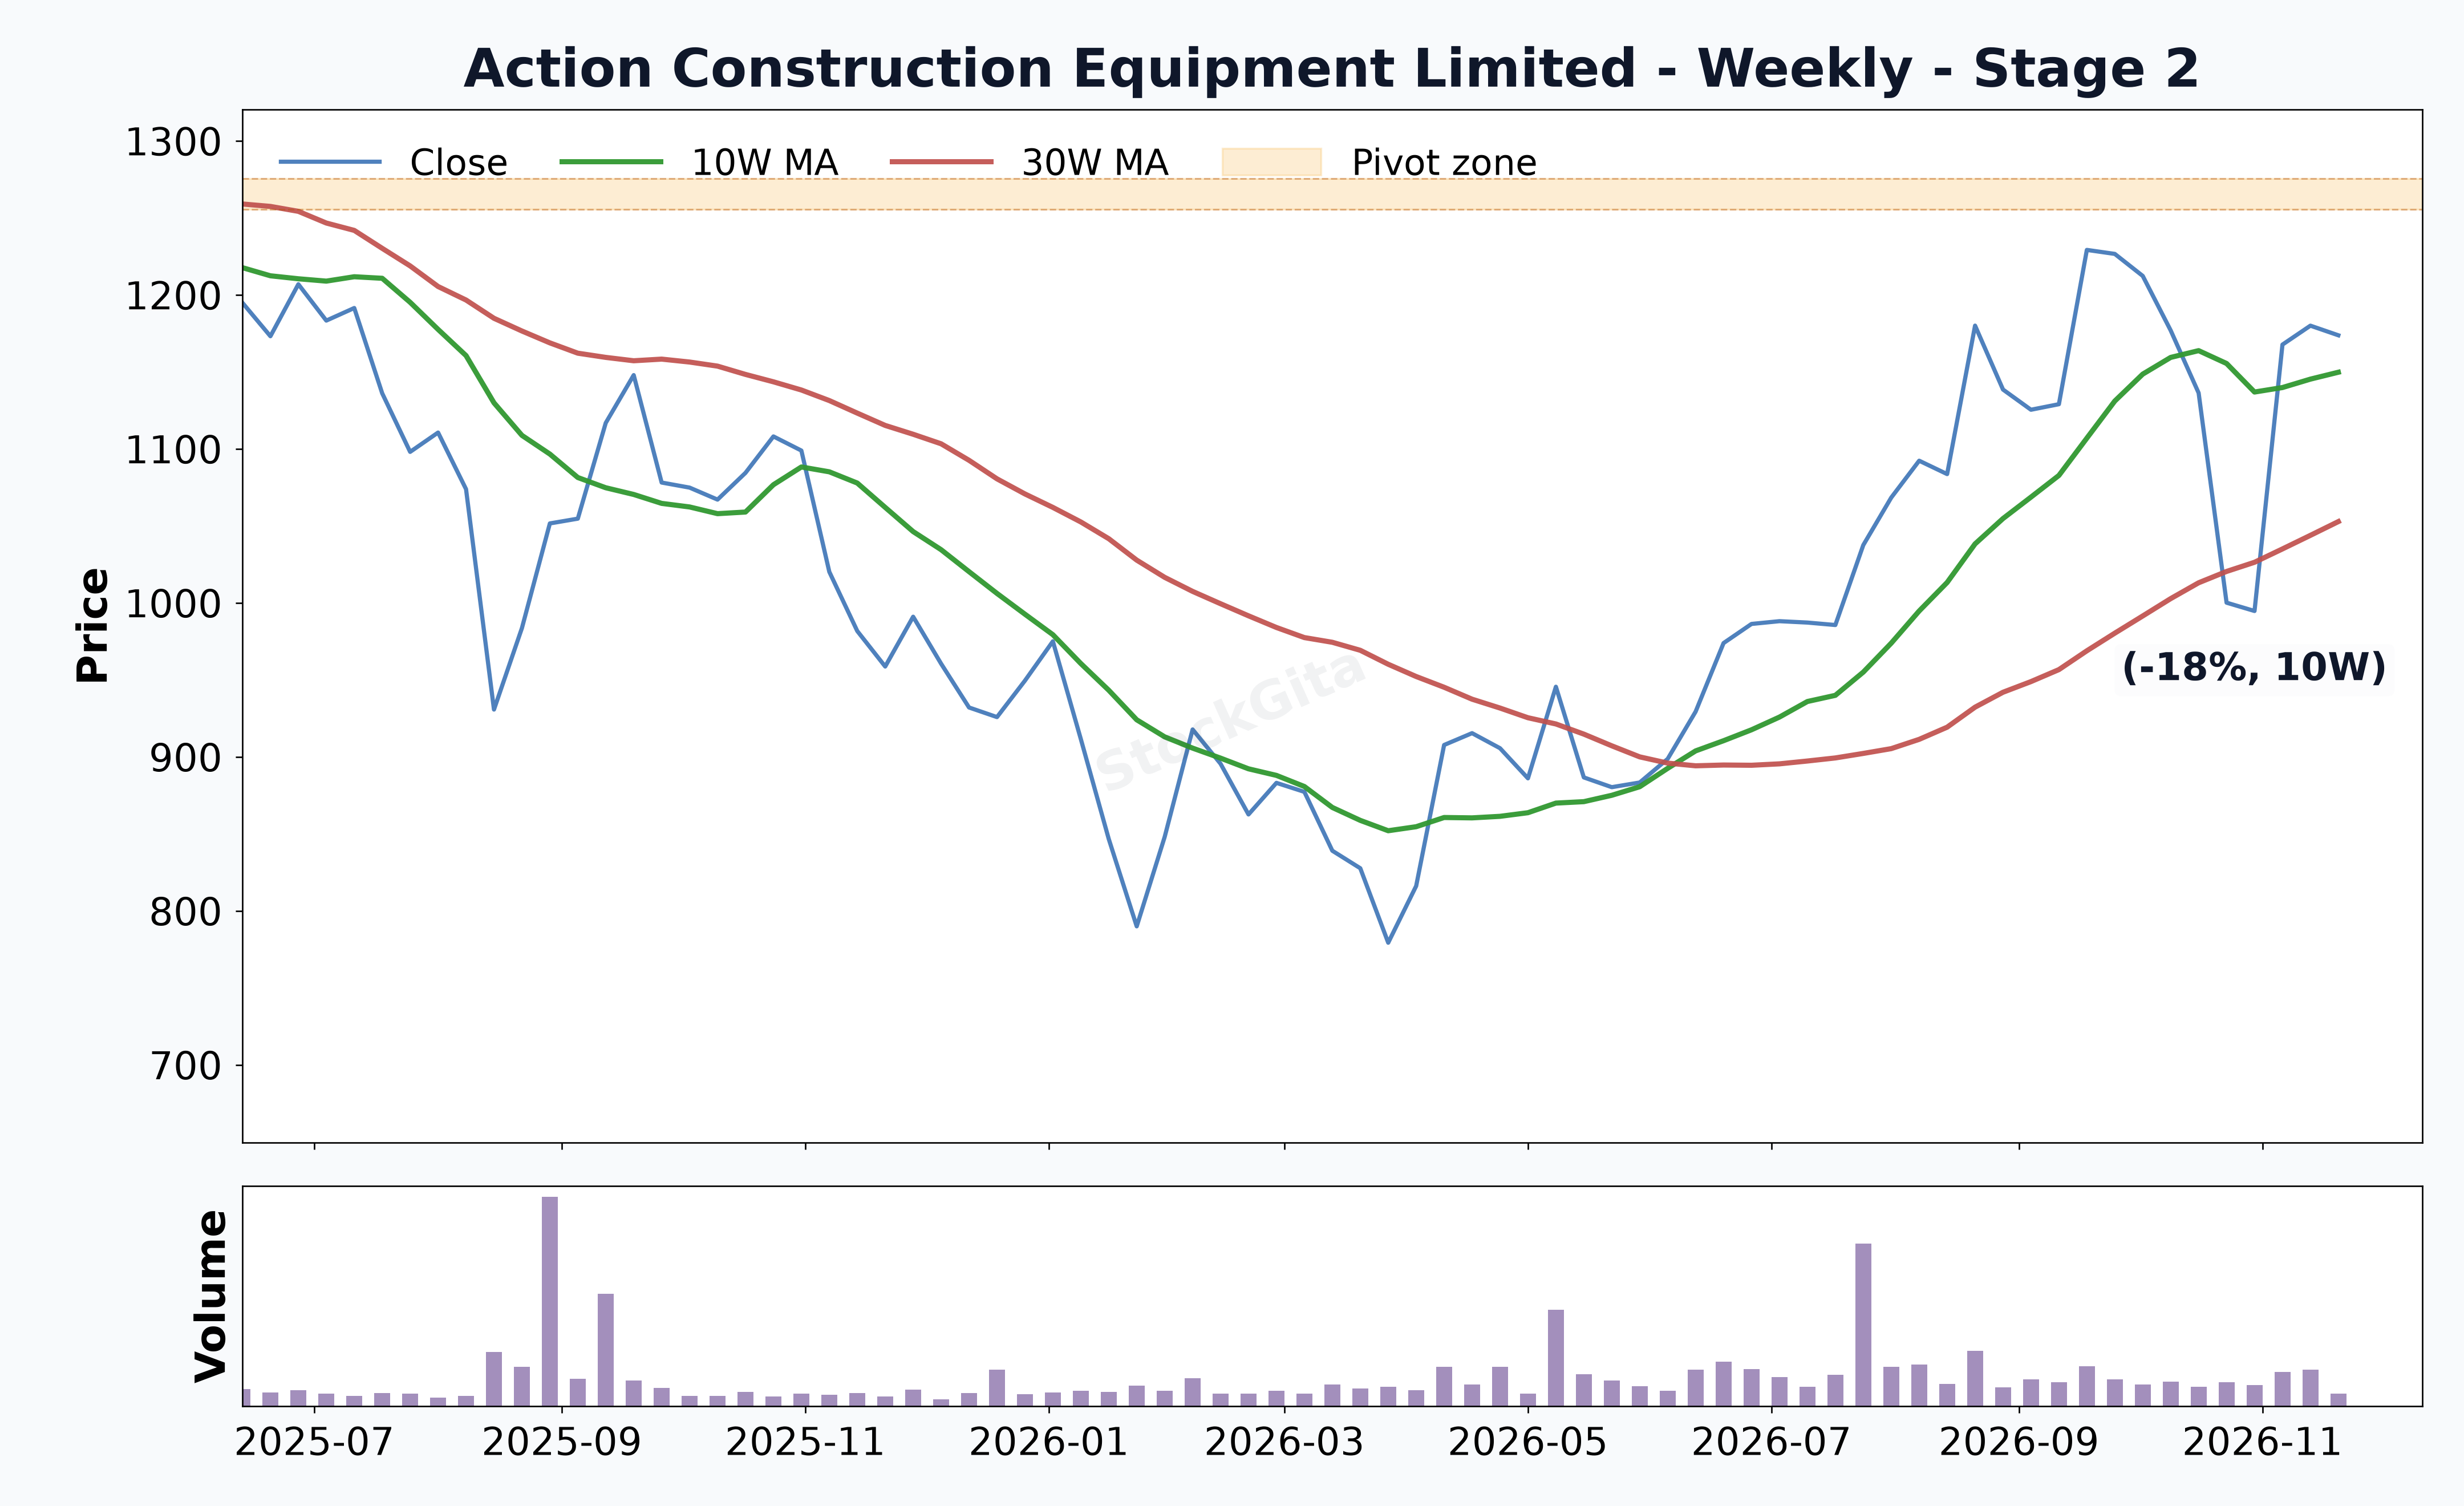 Action Construction Equipment Limited - Weekly - Stage 2
Close 10W MA 30W MA Pivot zone
1300
1200
1100
1000
900
800
700
Price
StockGita
(-18%, 10W)
Volume
2025-07 2025-09 2025-11 2026-01 2026-03 2026-05 2026-07 2026-09 2026-11